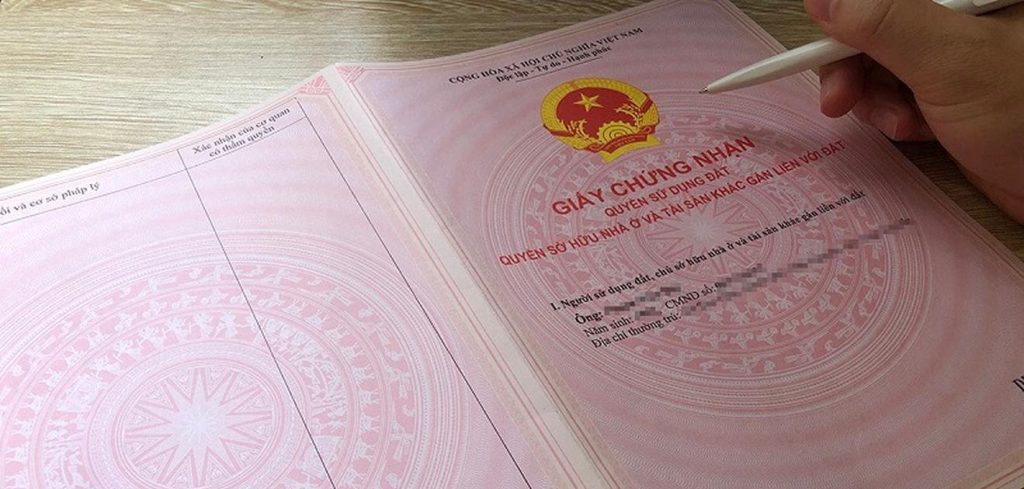 ổi và cơ sở pháp lý
Xác nhận của cơ quan
có thẩm quyền
CỘNG HÒA XÃ HỘI CHỦ NGHĨA VIỆT NAM
Độc lập - Tự do - Hạnh phúc
GIẤY CHỨNG NHẬN
QUYỀN SỬ DỤNG ĐẤT
QUYỀN SỞ HỮU NHÀ Ở VÀ TÀI SẢN KHÁC GẮN LIỀN VỚI ĐẤT
I. Người sử dụng đất, chủ sở hữu nhà ở và tài sản khác gắn liền với đất
Ông:
Năm sinh: CMND số:
Địa chỉ thường trú: